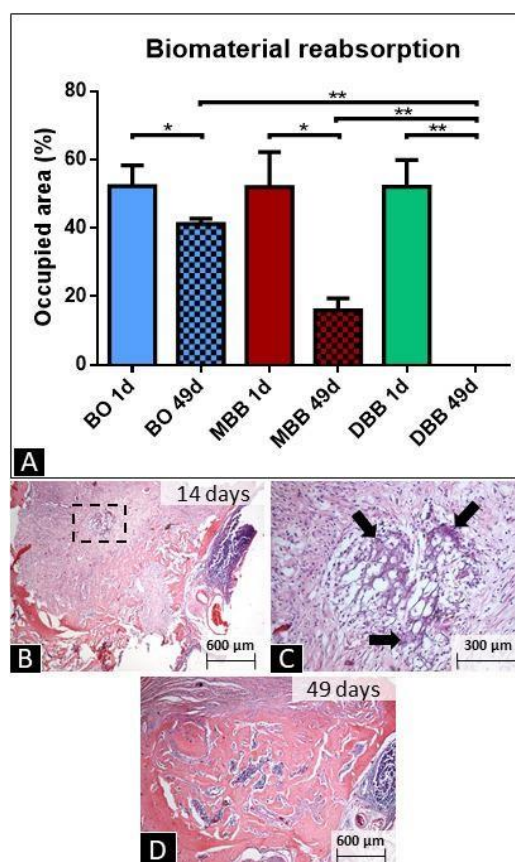 Biomaterial reabsorption
Occupied area (%)
80
60
40
20
0
**
**
* * **
BO 1d
BO 49d
MBB 1d
MBB 49d
DBB 1d
DBB 49d
A
14 days
600 µm
B
300 µm
C
49 days
600 µm
D